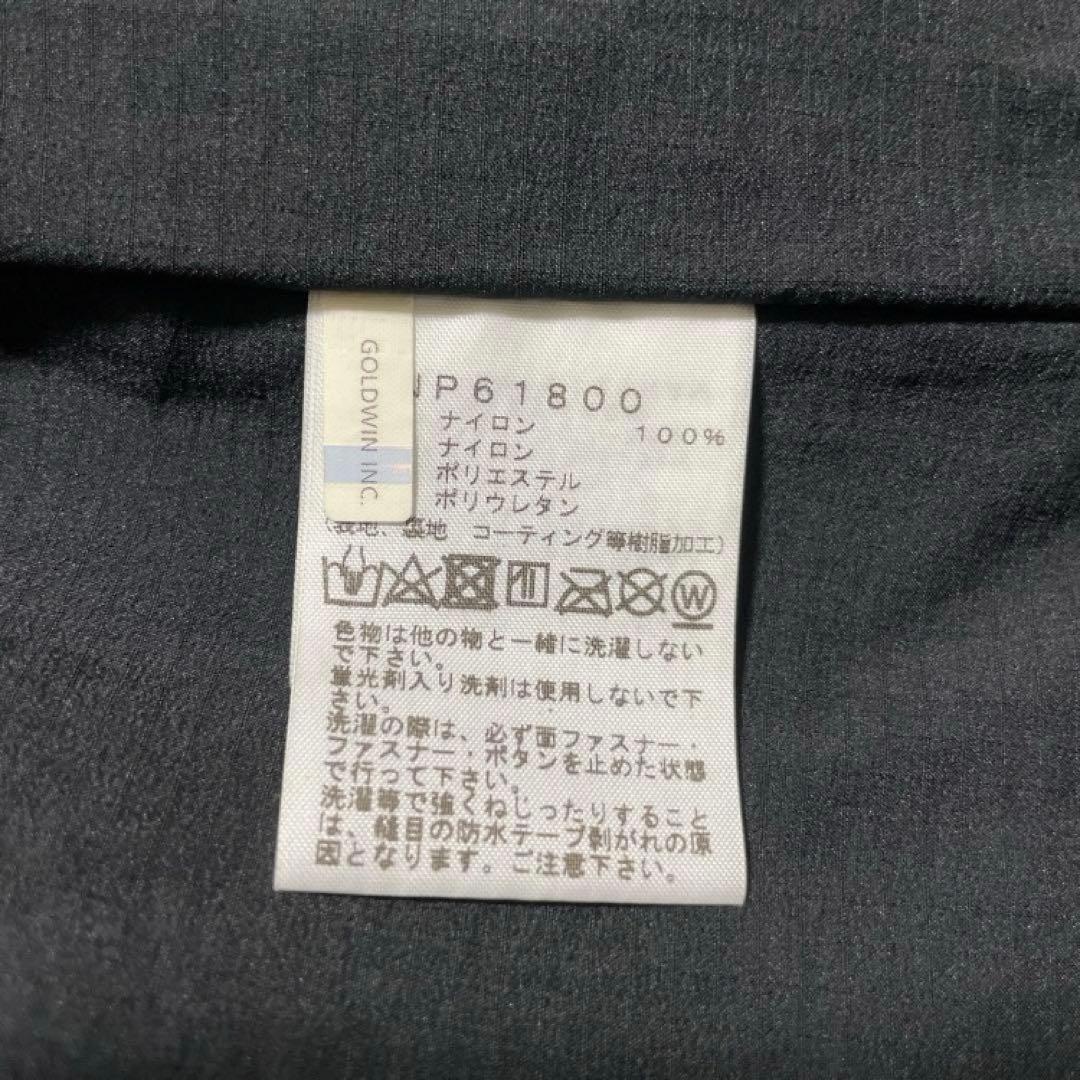 GOLDWIN INC.
NP61800
ナイロン 100%
ナイロン
ポリエステル
ポリウレタン
(表地、裏地 コーティング等樹脂加工)
W
色物は他の物と一緒に洗濯しない
で下さい。
蛍光剤入り洗剤は使用しないで下
さい。
洗濯の際は、必ず面ファスナー・
ファスナー・ボタンを止めた状態
で行って下さい。
洗濯等で強くねじったりすること
は、縫目の防水テープ剥がれの原
因となります。ご注意下さい。